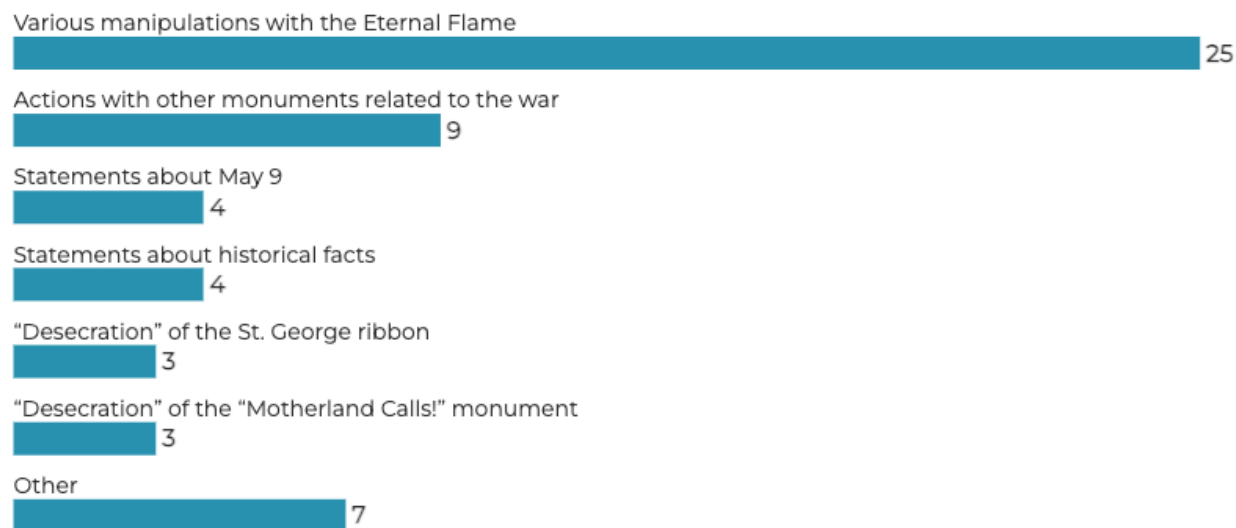 Various manipulations with the Eternal Flame
25
Actions with other monuments related to the war
9
Statements about May 9
4
Statements about historical facts
4
“Desecration” of the St. George ribbon
3
“Desecration” of the “Motherland Calls!” monument
3
Other
7